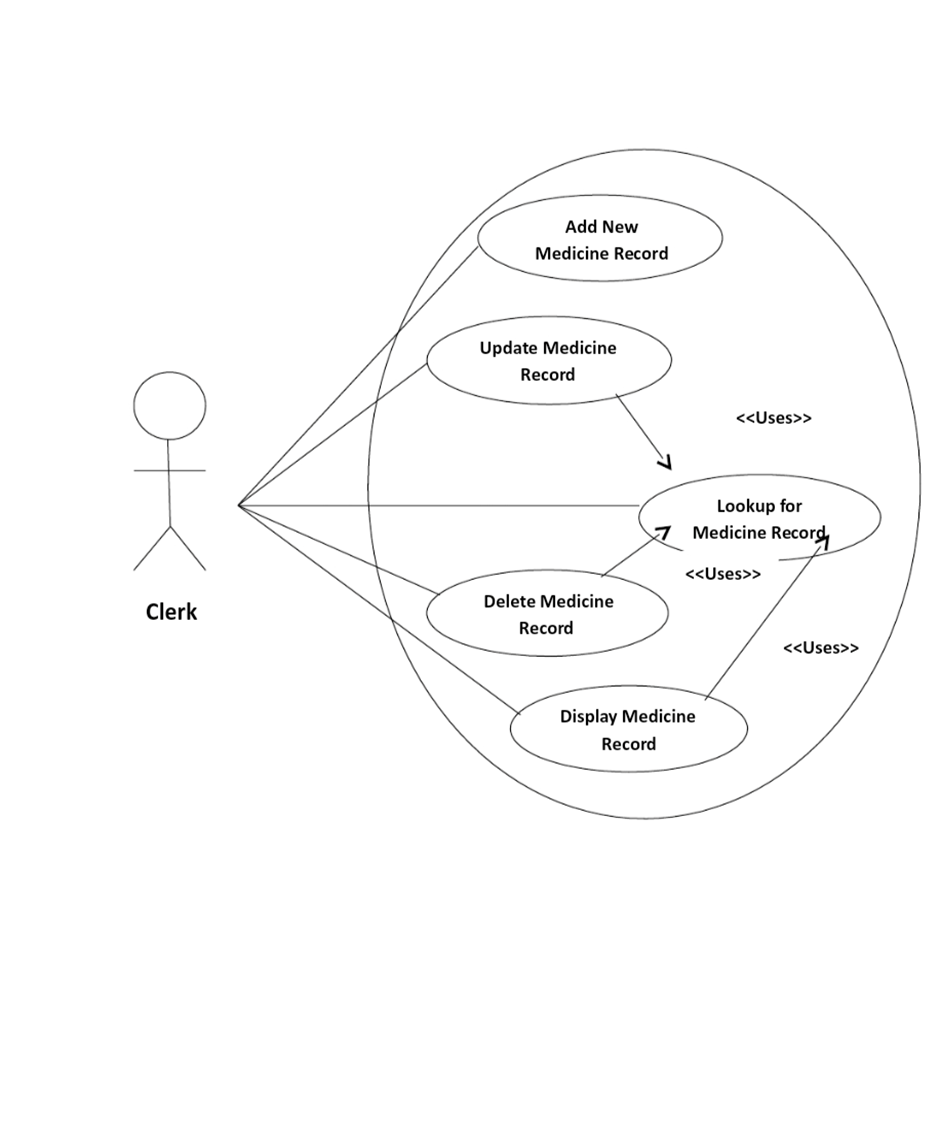 Add New
Medicine Record
Update Medicine
Record
<<Uses>>
Lookup for
Medicine Record
<<Uses>>
Delete Medicine
Record
Clerk
<<Uses>>
Display Medicine
Record